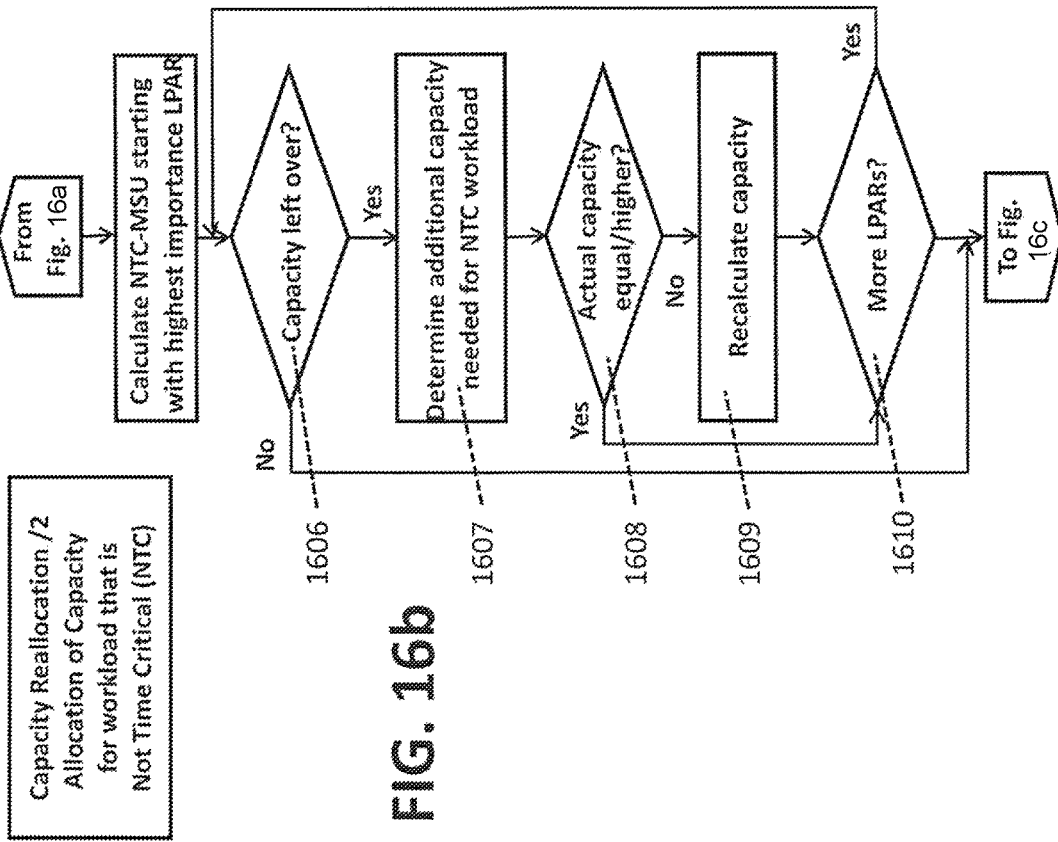 Capacity Reallocation /2
Allocation of Capacity
for workload that is
Not Time Critical (NTC)
FIG. 16b
From
Fig. 16a
Calculate NTC-MSU starting
with highest importance LPAR
1606
Capacity left over?
No
Yes
1607
Determine additional capacity
needed for NTC workload
1608
Actual capacity
equal/higher?
Yes
No
1609
Recalculate capacity
1610
More LPARs?
Yes
To Fig.
16c